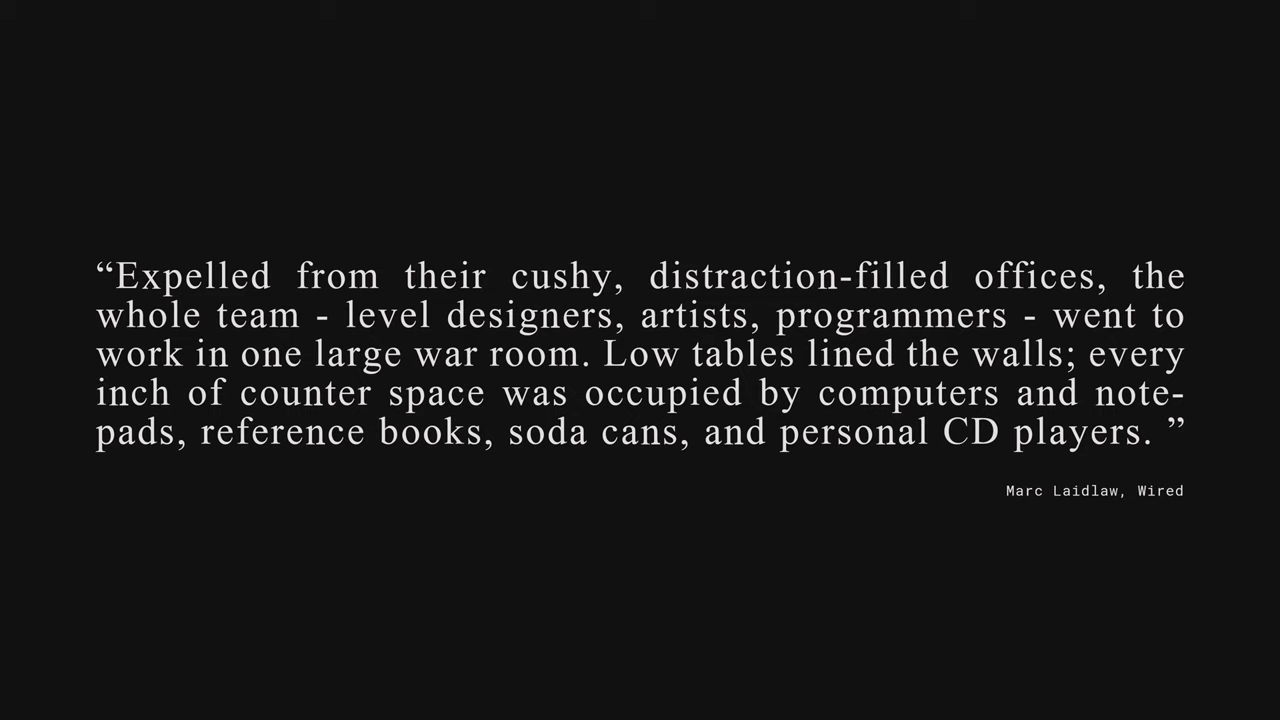 “Expelled from their cushy, distraction-filled offices, the
whole team - level designers, artists, programmers - went to
work in one large war room. Low tables lined the walls; every
inch of counter space was occupied by computers and note-
pads, reference books, soda cans, and personal CD players. ”
Marc Laidlaw, Wired